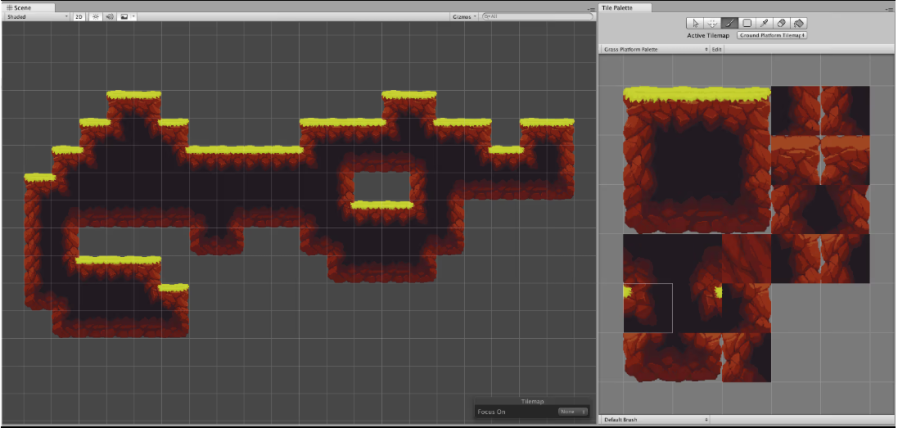 Scene
Shaded
2D
Gizmos
Tilemap
Focus On
None
Tile Palette
Active Tilemap
Ground Platform Tilemap
Grass Platform Palette
Edit
Default Brush